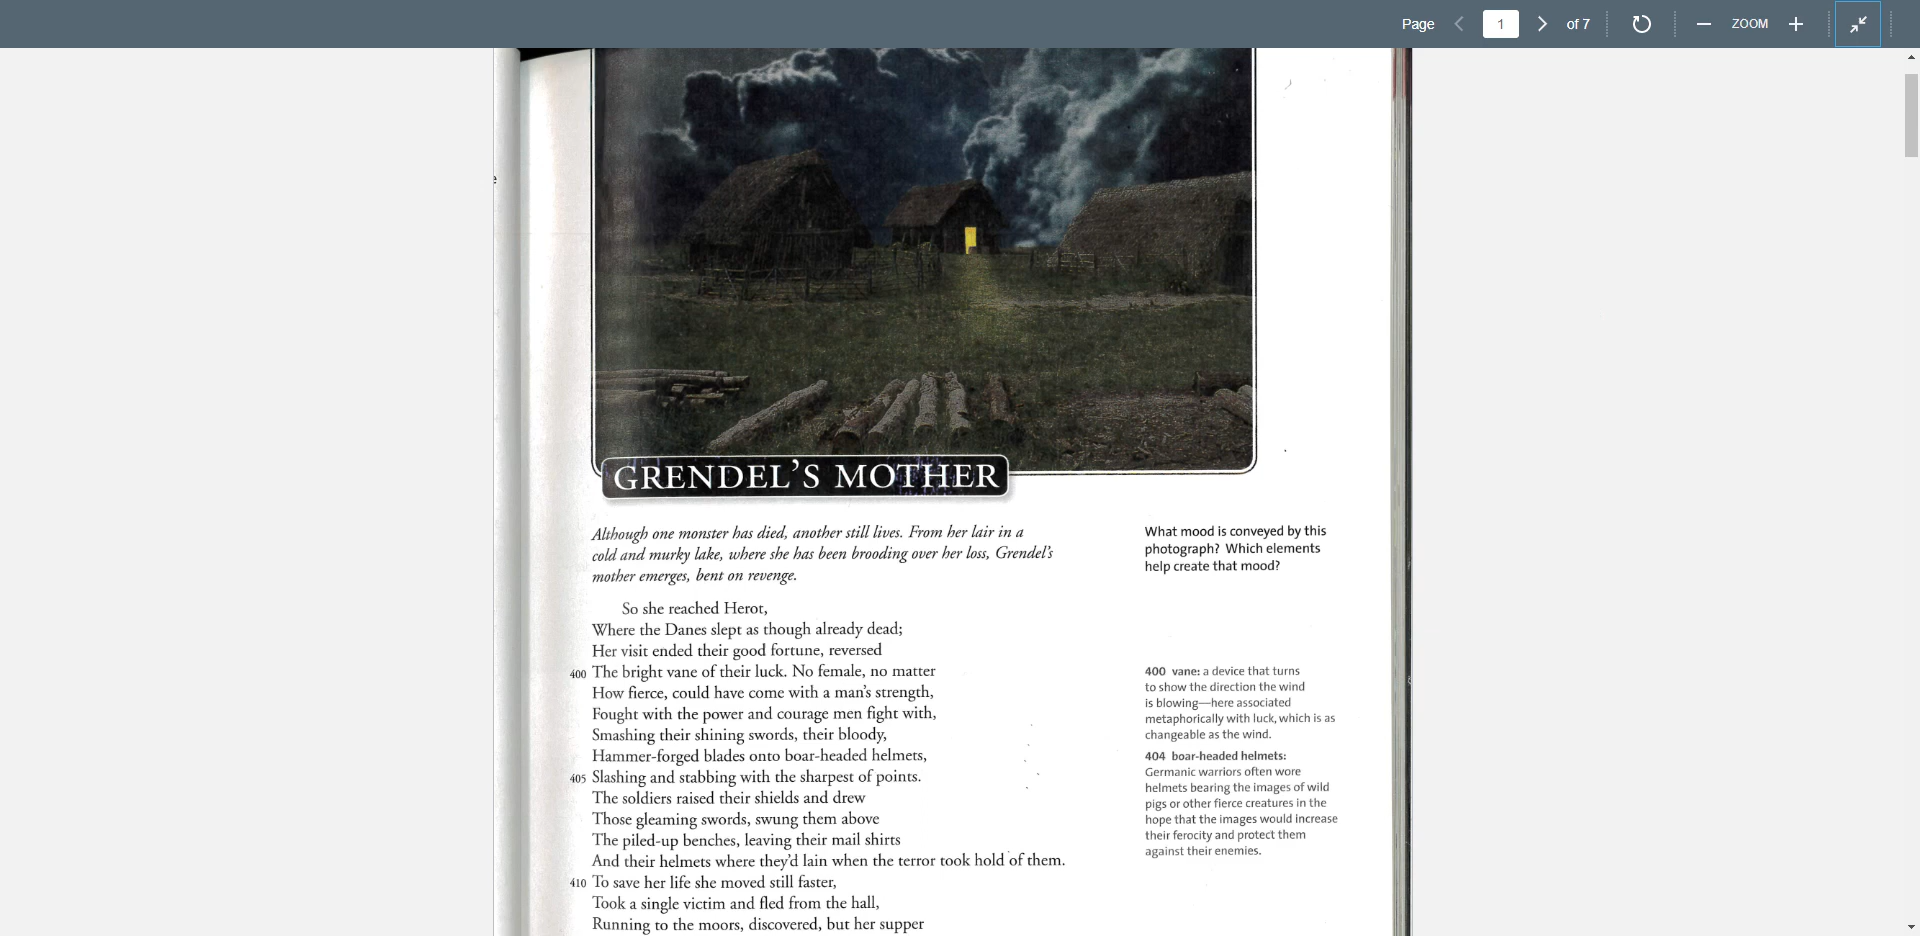 Page
1
of 7
ZOOM
GRENDEL'S MOTHER
Although one monster has died, another still lives. From her lair in a
cold and murky lake, where she has been brooding over her loss, Grendel's
mother emerges, bent on revenge.
What mood is conveyed by this
photograph? Which elements
help create that mood?
So she reached Herot,
Where the Danes slept as though already dead;
Her visit ended their good fortune, reversed
400 The bright vane of their luck. No female, no matter
How fierce, could have come with a man's strength,
Fought with the power and courage men fight with,
Smashing their shining swords, their bloody,
Hammer-forged blades onto boar-headed helmets,
405 Slashing and stabbing with the sharpest of points.
The soldiers raised their shields and drew
Those gleaming swords, swung them above
The piled-up benches, leaving their mail shirts
And their helmets where they'd lain when the terror took hold of them.
410 To save her life she moved still faster,
Took a single victim and fled from the hall,
Running to the moors, discovered, but her supper
400 vane: a device that turns
to show the direction the wind
is blowing—here associated
metaphorically with luck, which is as
changeable as the wind.
404 boar-headed helmets:
Germanic warriors often wore
helmets bearing the images of wild
pigs or other fierce creatures in the
hope that the images would increase
their ferocity and protect them
against their enemies.